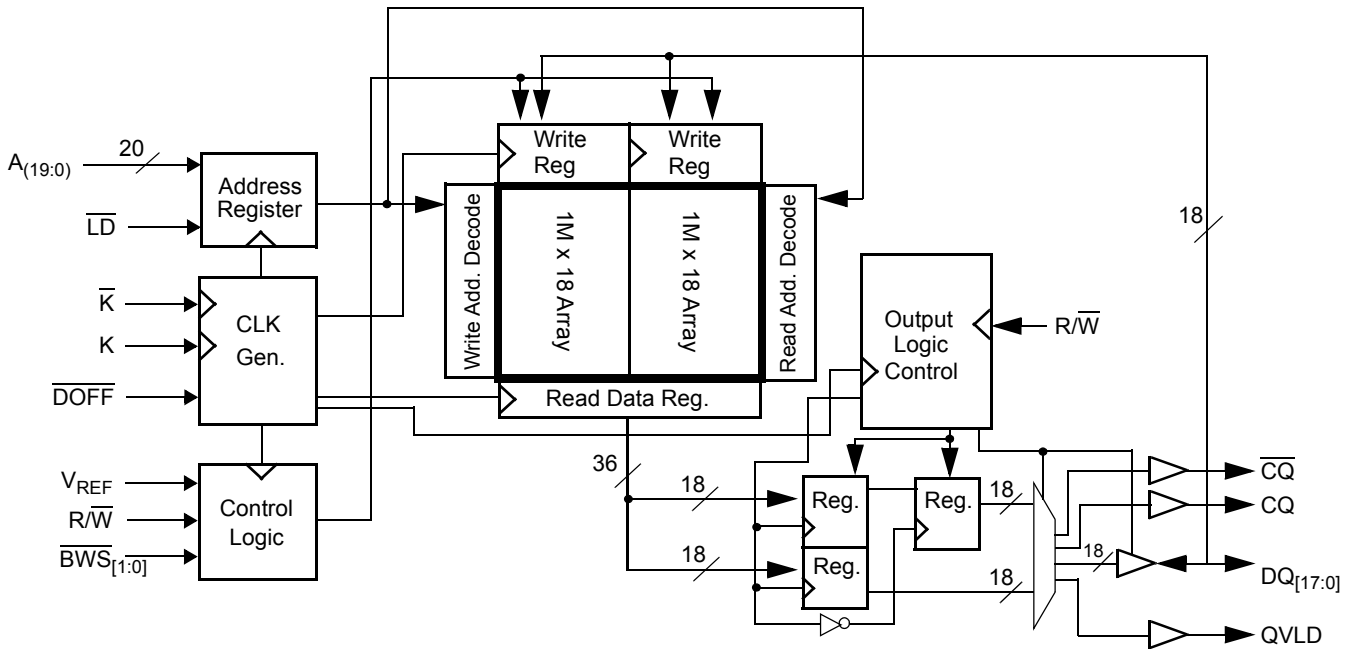 A(19:0)
20
LD
K
K
DOFF
VREF
R/W
BWS[1:0]
Address
Register
CLK
Gen.
Control
Logic
Write
Reg
Write
Reg
Write Add. Decode
1M x 18 Array
1M x 18 Array
Read Add. Decode
Read Data Reg.
36
18
18
Reg.
Reg.
Reg.
Output
Logic
Control
R/W
18
18
18
18
CQ
CQ
DQ[17:0]
QVLD